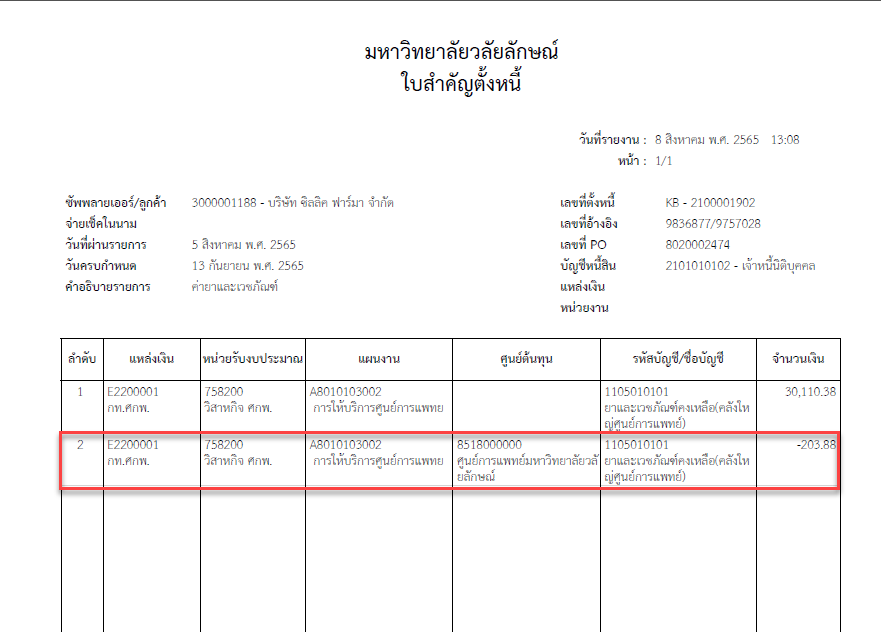 มหาวิทยาลัยวลัยลักษณ์
ใบสำคัญตั้งหนี้
วันที่รายงาน : 8 สิงหาคม พ.ศ. 2565 13:08
หน้า : 1/1
ซัพพลายเออร์/ลูกค้า 3000001188 - บริษัท ซิลลิค ฟาร์มา จำกัด เลขที่ตั้งหนี้ KB - 2100001902
จ่ายเช็คในนาม เลขที่อ้างอิง 9836877/9757028
วันที่ผ่านรายการ 5 สิงหาคม พ.ศ. 2565 เลขที่ PO 8020002474
วันครบกำหนด 13 กันยายน พ.ศ. 2565 บัญชีหนี้สิน 2101010102 - เจ้าหนี้นิติบุคคล
คำอธิบายรายการ ค่ายาและเวชภัณฑ์ แหล่งเงิน
หน่วยงาน
ลำดับ แหล่งเงิน หน่วยรับงบประมาณ แผนงาน ศูนย์ต้นทุน รหัสบัญชี/ชื่อบัญชี จำนวนเงิน
1 E2200001 758200 A8010103002 1105010101 30,110.38
กท.ศกพ. วิสาหกิจ ศกพ. การให้บริการศูนย์การแพทย ยาและเวชภัณฑ์คงเหลือ(คลังให
ญ่ศูนย์การแพทย์)
2 E2200001 758200 A8010103002 8518000000 1105010101 -203.88
กท.ศกพ. วิสาหกิจ ศกพ. การให้บริการศูนย์การแพทย ศูนย์การแพทย์มหาวิทยาลัยวลั ยาและเวชภัณฑ์คงเหลือ(คลังให
ยลักษณ์ ญ่ศูนย์การแพทย์)